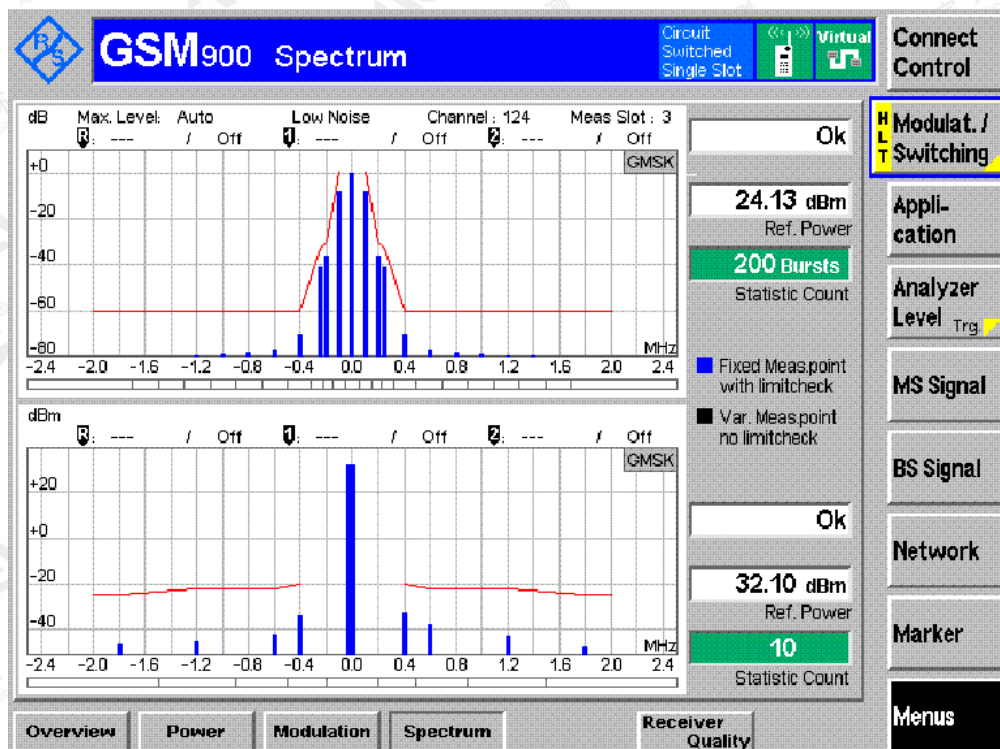 R&S
GSM900 Spectrum
Circuit
Switched
Single Slot
Virtual
Connect
Control
dB Max. Level: Auto Low Noise Channel : 124 Meas Slot : 3
R: --- / Off 1: --- / Off 2: --- / Off
GMSK
+0
-20
-40
-60
-80
MHz
-2.4 -2.0 -1.6 -1.2 -0.8 -0.4 0.0 0.4 0.8 1.2 1.6 2.0 2.4
Ok
24.13 dBm
Ref. Power
200 Bursts
Statistic Count
Fixed Meas.point
with limitcheck
Var. Meas.point
no limitcheck
dBm
R: --- / Off 1: --- / Off 2: --- / Off
GMSK
+20
+0
-20
-40
MHz
-2.4 -2.0 -1.6 -1.2 -0.8 -0.4 0.0 0.4 0.8 1.2 1.6 2.0 2.4
Ok
32.10 dBm
Ref. Power
10
Statistic Count
H
L
T
Modulat. /
Switching
Appli-
cation
Analyzer
Level Trg.
MS Signal
BS Signal
Network
Marker
Menus
Overview
Power
Modulation
Spectrum
Receiver
Quality